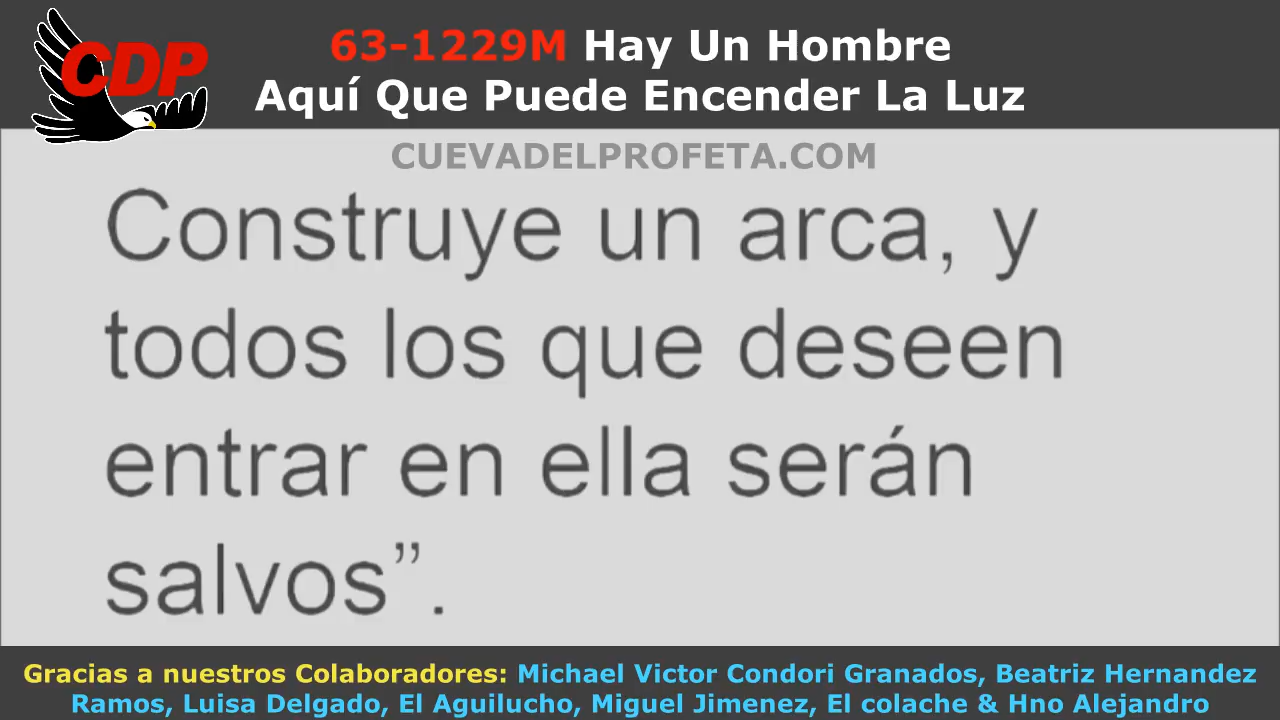 CDP
63-1229M Hay Un Hombre
Aquí Que Puede Encender La Luz
CUEVADELPROFETA.COM
Construye un arca, y
todos los que deseen
entrar en ella serán
salvos”.
Gracias a nuestros Colaboradores: Michael Victor Condori Granados, Beatriz Hernandez
Ramos, Luisa Delgado, El Aguilucho, Miguel Jimenez, El colache & Hno Alejandro